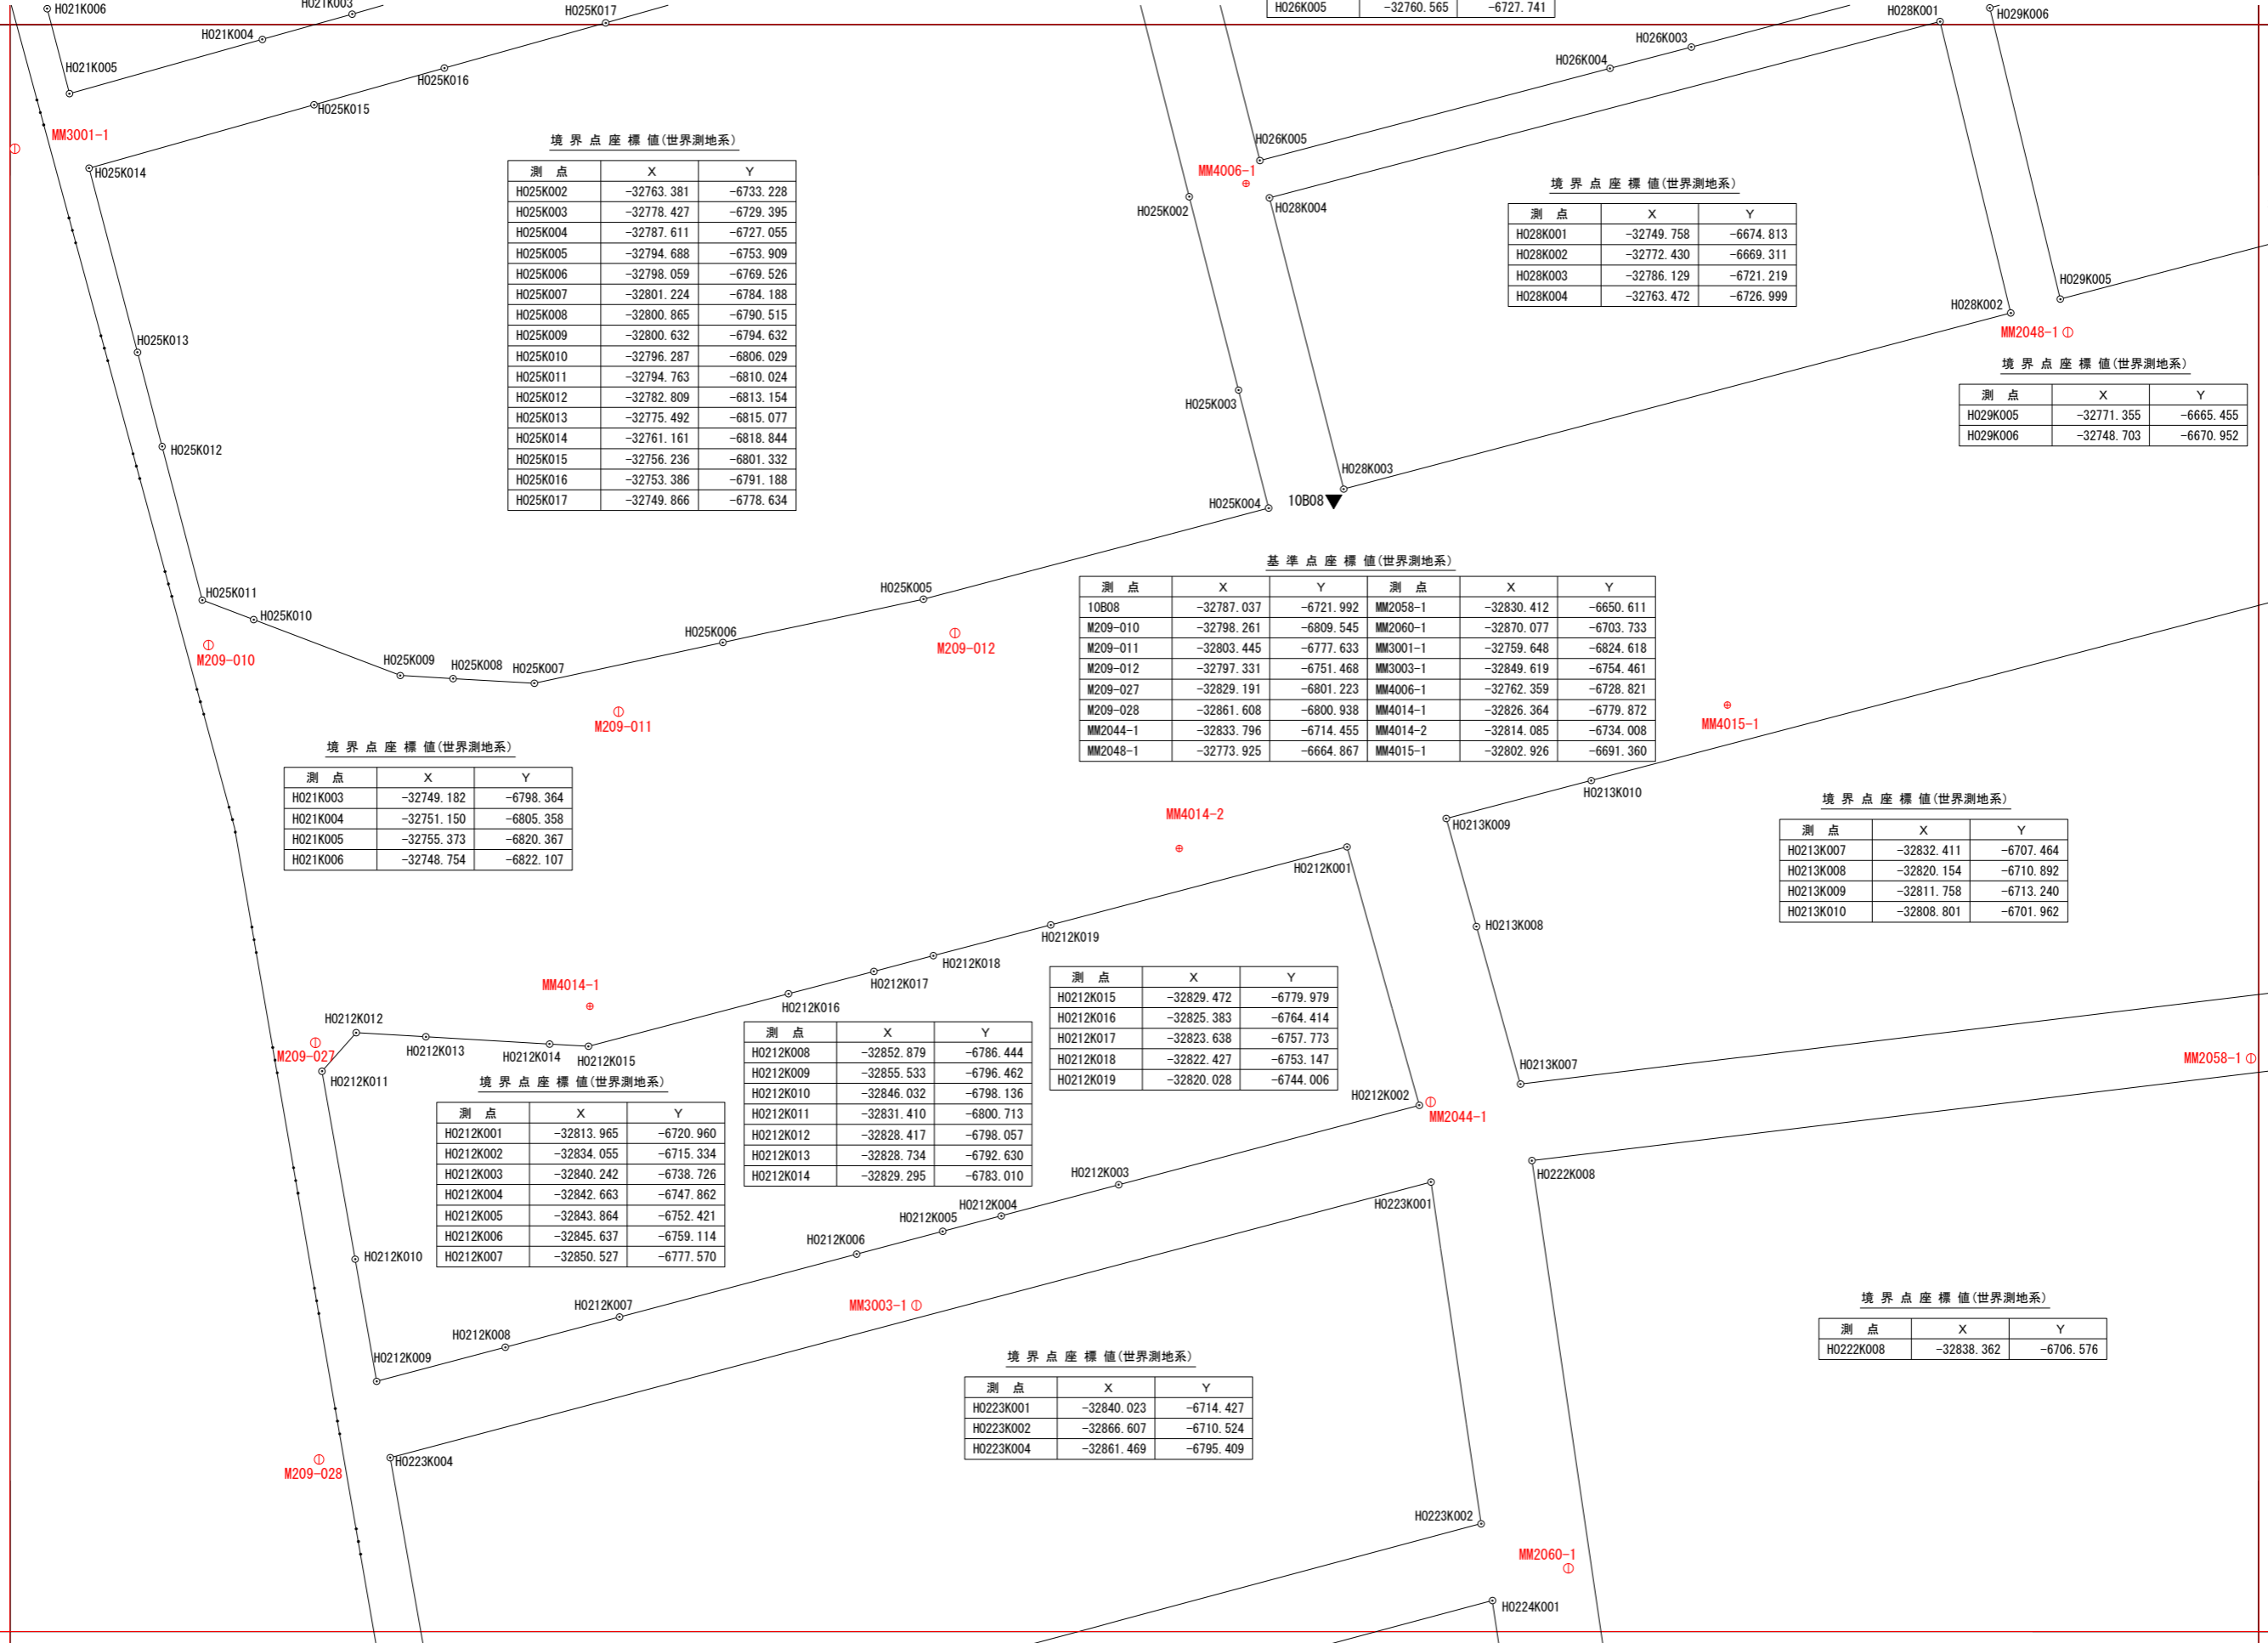 H021K006
H021K003
H025K017
H026K005 -32760.565 -6727.741
H028K001
H029K006
H021K004
H026K003
H021K005
H025K016
H026K004
H025K015
MM3001-1
H026K005
H025K014
MM4006-1
H025K002
H028K004
境界点座標値(世界測地系)
測点 X Y
H025K002 -32763.381 -6733.228
H025K003 -32778.427 -6729.395
H025K004 -32787.611 -6727.055
H025K005 -32794.688 -6753.909
H025K006 -32798.059 -6769.526
H025K007 -32801.224 -6784.188
H025K008 -32800.865 -6790.515
H025K009 -32800.632 -6794.632
H025K010 -32796.287 -6806.029
H025K011 -32794.763 -6810.024
H025K012 -32782.809 -6813.154
H025K013 -32775.492 -6815.077
H025K014 -32761.161 -6818.844
H025K015 -32756.236 -6801.332
H025K016 -32753.386 -6791.188
H025K017 -32749.866 -6778.634
境界点座標値(世界測地系)
測点 X Y
H028K001 -32749.758 -6674.813
H028K002 -32772.430 -6669.311
H028K003 -32786.129 -6721.219
H028K004 -32763.472 -6726.999
H029K005
H028K002
MM2048-1
境界点座標値(世界測地系)
測点 X Y
H029K005 -32771.355 -6665.455
H029K006 -32748.703 -6670.952
H025K013
H025K003
H025K012
H028K003
H025K004
10B08
H025K011
H025K010
H025K005
H025K006
M209-010
H025K009
H025K008
H025K007
M209-012
M209-011
基準点座標値(世界測地系)
測点 X Y 測点 X Y
10B08 -32787.037 -6721.992 MM2058-1 -32830.412 -6650.611
M209-010 -32798.261 -6809.545 MM2060-1 -32870.077 -6703.733
M209-011 -32803.445 -6777.633 MM3001-1 -32759.648 -6824.618
M209-012 -32797.331 -6751.468 MM3003-1 -32849.619 -6754.461
M209-027 -32829.191 -6801.223 MM4006-1 -32762.359 -6728.821
M209-028 -32861.608 -6800.938 MM4014-1 -32826.364 -6779.872
MM2044-1 -32833.796 -6714.455 MM4014-2 -32814.085 -6734.008
MM2048-1 -32773.925 -6664.867 MM4015-1 -32802.926 -6691.360
MM4015-1
境界点座標値(世界測地系)
測点 X Y
H021K003 -32749.182 -6798.364
H021K004 -32751.150 -6805.358
H021K005 -32755.373 -6820.367
H021K006 -32748.754 -6822.107
H0213K010
MM4014-2
H0213K009
H0212K001
境界点座標値(世界測地系)
測点 X Y
H0213K007 -32832.411 -6707.464
H0213K008 -32820.154 -6710.892
H0213K009 -32811.758 -6713.240
H0213K010 -32808.801 -6701.962
H0213K008
H0212K019
H0212K018
H0212K017
H0212K016
MM4014-1
H0212K012
H0212K013
H0212K014
H0212K015
M209-027
H0212K011
測点 X Y
H0212K015 -32829.472 -6779.979
H0212K016 -32825.383 -6764.414
H0212K017 -32823.638 -6757.773
H0212K018 -32822.427 -6753.147
H0212K019 -32820.028 -6744.006
測点 X Y
H0212K008 -32852.879 -6786.444
H0212K009 -32855.533 -6796.462
H0212K010 -32846.032 -6798.136
H0212K011 -32831.410 -6800.713
H0212K012 -32828.417 -6798.057
H0212K013 -32828.734 -6792.630
H0212K014 -32829.295 -6783.010
境界点座標値(世界測地系)
測点 X Y
H0212K001 -32813.965 -6720.960
H0212K002 -32834.055 -6715.334
H0212K003 -32840.242 -6738.726
H0212K004 -32842.663 -6747.862
H0212K005 -32843.864 -6752.421
H0212K006 -32845.637 -6759.114
H0212K007 -32850.527 -6777.570
MM2058-1
H0213K007
H0212K002
MM2044-1
H0212K003
H0222K008
H0223K001
H0212K004
H0212K005
H0212K006
H0212K010
H0212K007
MM3003-1
H0212K008
H0212K009
境界点座標値(世界測地系)
測点 X Y
H0222K008 -32838.362 -6706.576
境界点座標値(世界測地系)
測点 X Y
H0223K001 -32840.023 -6714.427
H0223K002 -32866.607 -6710.524
H0223K004 -32861.469 -6795.409
H0223K004
M209-028
H0223K002
MM2060-1
H0224K001